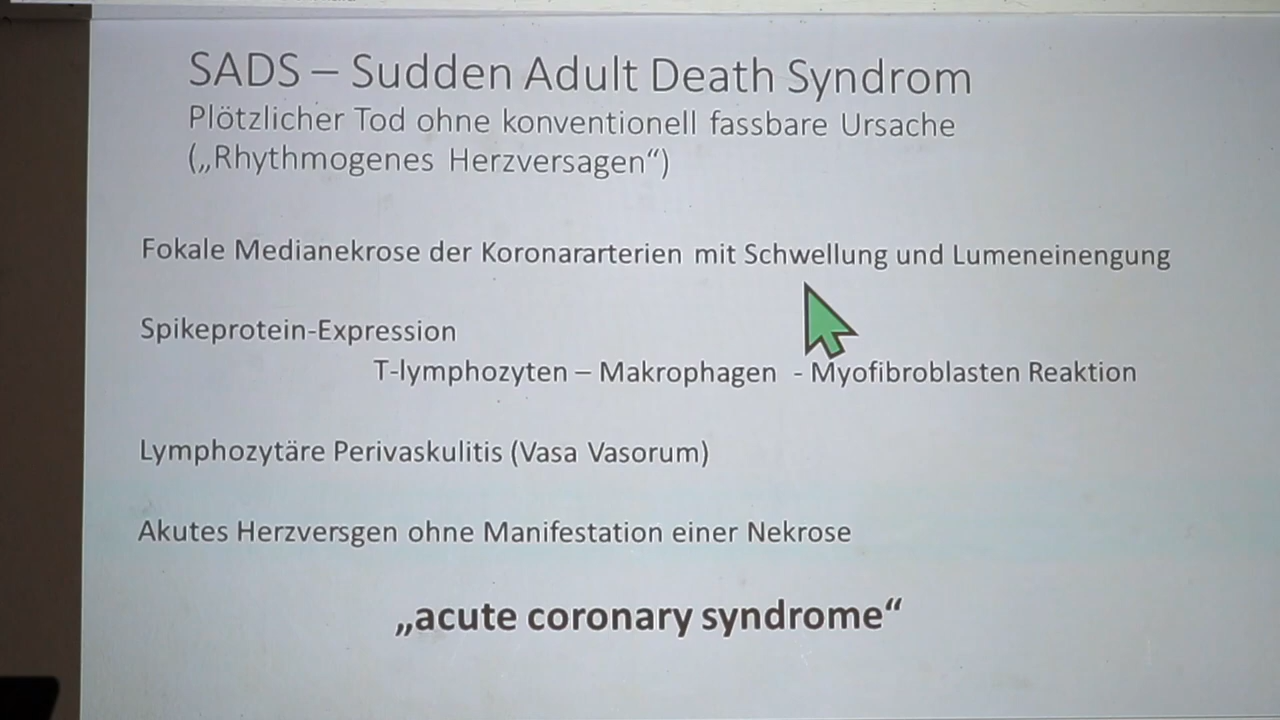 SADS – Sudden Adult Death Syndrom
Plötzlicher Tod ohne konventionell fassbare Ursache
(„Rhythmogenes Herzversagen“)
Fokale Medianekrose der Koronararterien mit Schwellung und Lumeneinengung
Spikeprotein-Expression
T-lymphozyten – Makrophagen - Myofibroblasten Reaktion
Lymphozytäre Perivaskulitis (Vasa Vasorum)
Akutes Herzversgen ohne Manifestation einer Nekrose
„acute coronary syndrome“